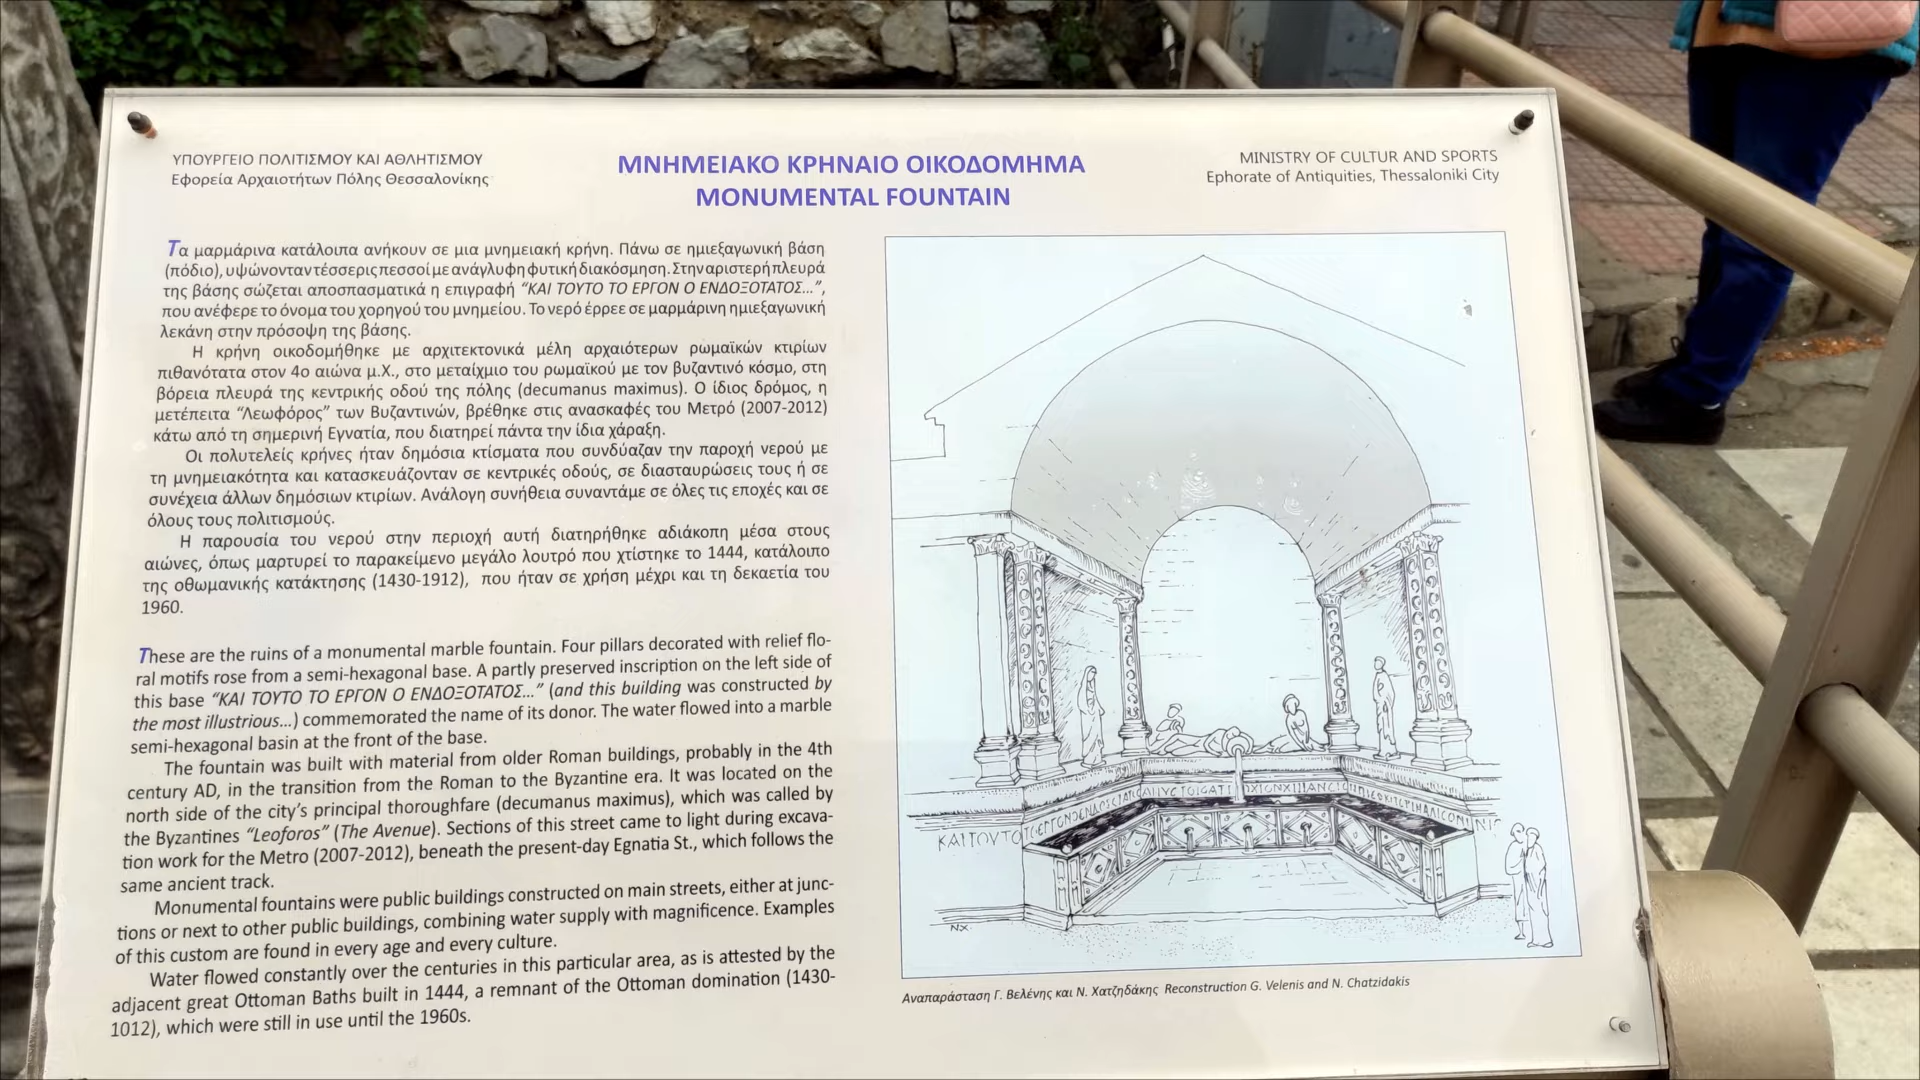 ΥΠΟΥΡΓΕΙΟ ΠΟΛΙΤΙΣΜΟΥ ΚΑΙ ΑΘΛΗΤΙΣΜΟΥ
Εφορεία Αρχαιοτήτων Πόλης Θεσσαλονίκης
ΜΝΗΜΕΙΑΚΟ ΚΡΗΝΑΙΟ ΟΙΚΟΔΟΜΗΜΑ
MONUMENTAL FOUNTAIN
MINISTRY OF CULTUR AND SPORTS
Ephorate of Antiquities, Thessaloniki City
Τα μαρμάρινα κατάλοιπα ανήκουν σε μια μνημειακή κρήνη. Πάνω σε ημιεξαγωνική βάση
(πόδιο), υψώνονταν τέσσερις πεσσοί με ανάγλυφη φυτική διακόσμηση. Στην αριστερή πλευρά
της βάσης σώζεται αποσπασματικά η επιγραφή “ΚΑΙ ΤΟΥΤΟ ΤΟ ΕΡΓΟΝ Ο ΕΝΔΟΞΟΤΑΤΟΣ...”,
που ανέφερε το όνομα του χορηγού του μνημείου. Το νερό έρρεε σε μαρμάρινη ημιεξαγωνική
λεκάνη στην πρόσοψη της βάσης.
Η κρήνη οικοδομήθηκε με αρχιτεκτονικά μέλη αρχαιότερων ρωμαϊκών κτιρίων
πιθανότατα στον 4ο αιώνα μ.Χ., στο μεταίχμιο του ρωμαϊκού με τον βυζαντινό κόσμο, στη
βόρεια πλευρά της κεντρικής οδού της πόλης (decumanus maximus). Ο ίδιος δρόμος, η
μετέπειτα “Λεωφόρος” των Βυζαντινών, βρέθηκε στις ανασκαφές του Μετρό (2007-2012)
κάτω από τη σημερινή Εγνατία, που διατηρεί πάντα την ίδια χάραξη.
Οι πολυτελείς κρήνες ήταν δημόσια κτίσματα που συνδύαζαν την παροχή νερού με
τη μνημειακότητα και κατασκευάζονταν σε κεντρικές οδούς, σε διασταυρώσεις τους ή σε
συνέχεια άλλων δημόσιων κτιρίων. Ανάλογη συνήθεια συναντάμε σε όλες τις εποχές και σε
όλους τους πολιτισμούς.
Η παρουσία του νερού στην περιοχή αυτή διατηρήθηκε αδιάκοπη μέσα στους
αιώνες, όπως μαρτυρεί το παρακείμενο μεγάλο λουτρό που χτίστηκε το 1444, κατάλοιπο
της οθωμανικής κατάκτησης (1430-1912), που ήταν σε χρήση μέχρι και τη δεκαετία του
1960.
These are the ruins of a monumental marble fountain. Four pillars decorated with relief flo-
ral motifs rose from a semi-hexagonal base. A partly preserved inscription on the left side of
this base “ΚΑΙ ΤΟΥΤΟ ΤΟ ΕΡΓΟΝ Ο ΕΝΔΟΞΟΤΑΤΟΣ...” (and this building was constructed by
the most illustrious...) commemorated the name of its donor. The water flowed into a marble
semi-hexagonal basin at the front of the base.
The fountain was built with material from older Roman buildings, probably in the 4th
century AD, in the transition from the Roman to the Byzantine era. It was located on the
north side of the city’s principal thoroughfare (decumanus maximus), which was called by
the Byzantines “Leoforos” (The Avenue). Sections of this street came to light during excava-
tion work for the Metro (2007-2012), beneath the present-day Egnatia St., which follows the
same ancient track.
Monumental fountains were public buildings constructed on main streets, either at junc-
tions or next to other public buildings, combining water supply with magnificence. Examples
of this custom are found in every age and every culture.
Water flowed constantly over the centuries in this particular area, as is attested by the
adjacent great Ottoman Baths built in 1444, a remnant of the Ottoman domination (1430-
1012), which were still in use until the 1960s.
ΚΑΙ ΤΟΥΤΟ
ΝΧ.
Αναπαράσταση Γ. Βελένης και Ν. Χατζηδάκης Reconstruction G. Velenis and N. Chatzidakis